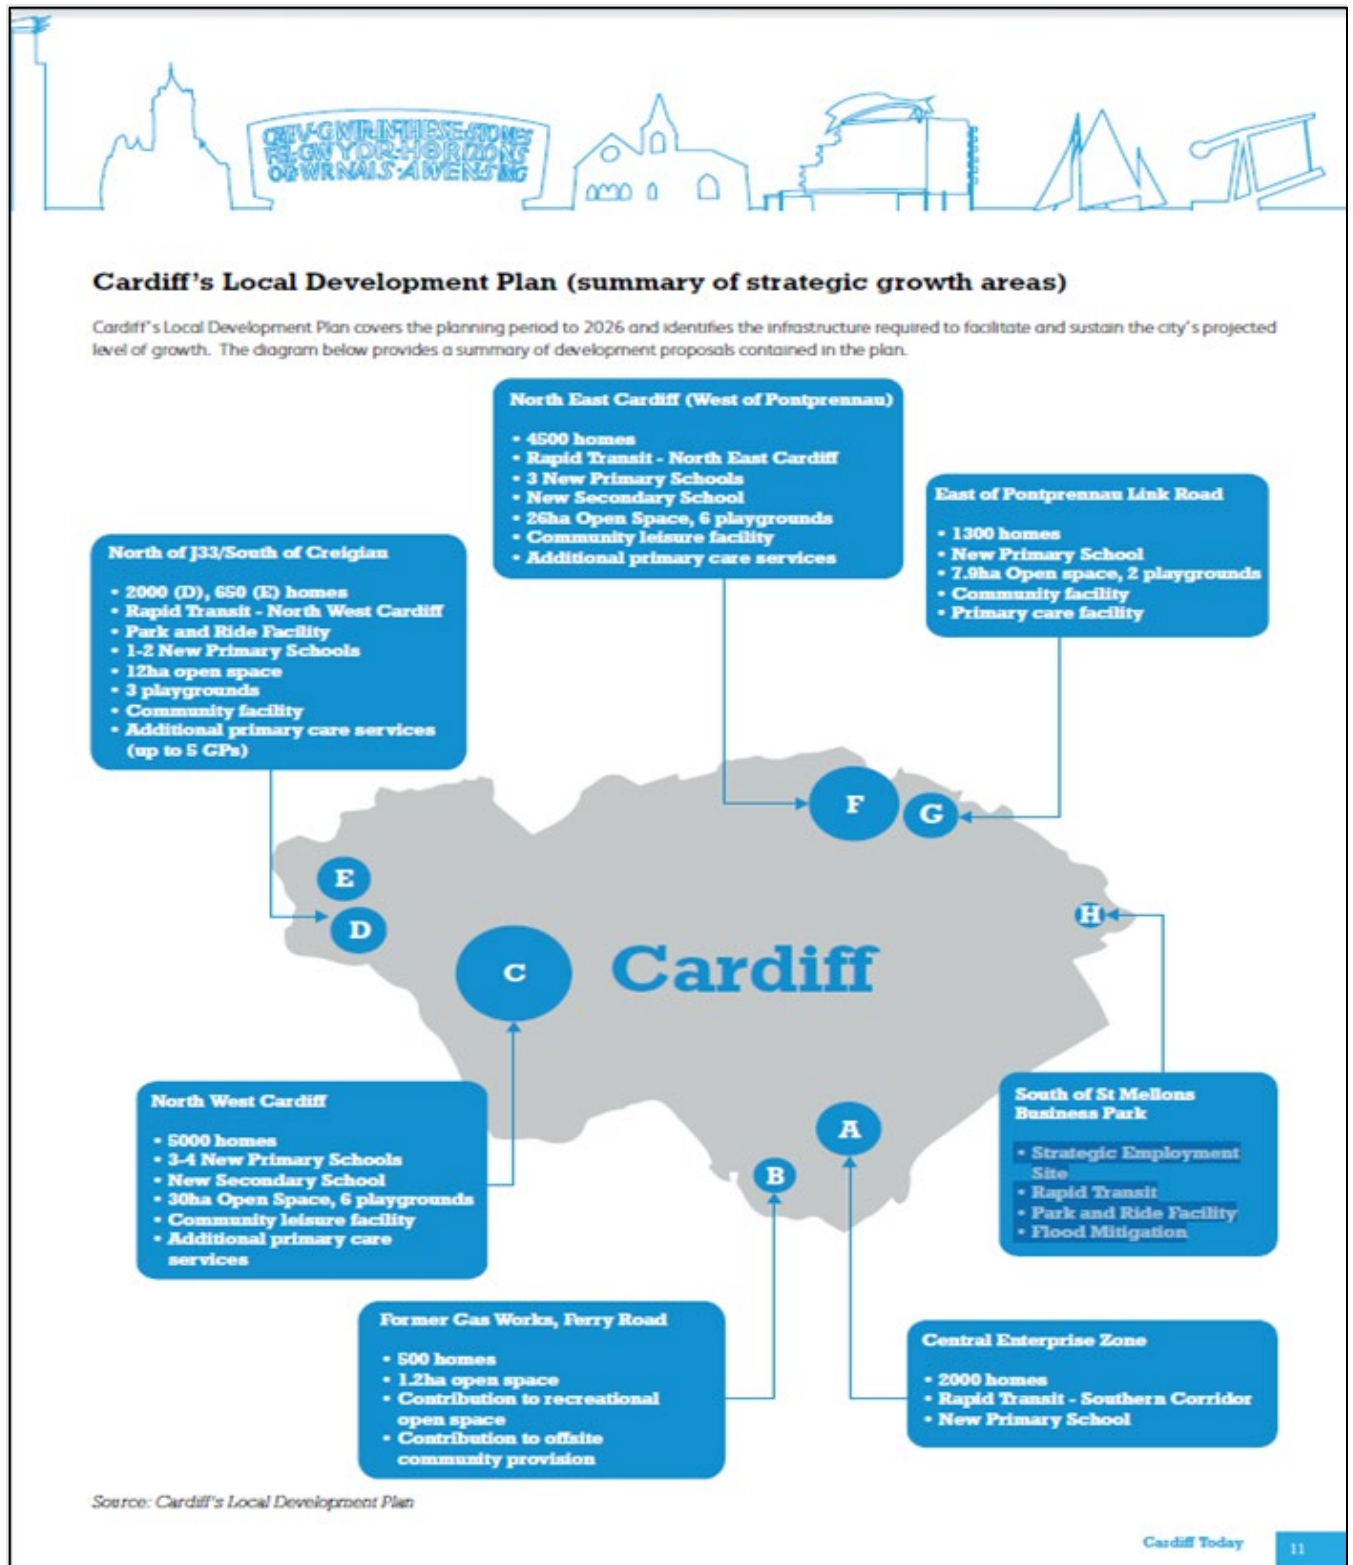 CREU GWIR IN THESE STONES
FEL GWYDR HORIZONS
O FFWRNAIS AWEN SING
Cardiff's Local Development Plan (summary of strategic growth areas)
Cardiff's Local Development Plan covers the planning period to 2026 and identifies the infrastructure required to facilitate and sustain the city's projected
level of growth. The diagram below provides a summary of development proposals contained in the plan.
North East Cardiff (West of Pontprennau)
• 4500 homes
• Rapid Transit - North East Cardiff
• 3 New Primary Schools
• New Secondary School
• 26ha Open Space, 6 playgrounds
• Community leisure facility
• Additional primary care services
East of Pontprennau Link Road
• 1300 homes
• New Primary School
• 7.9ha Open space, 2 playgrounds
• Community facility
• Primary care facility
North of J33/South of Creigiau
• 2000 (D), 650 (E) homes
• Rapid Transit - North West Cardiff
• Park and Ride Facility
• 1-2 New Primary Schools
• 12ha open space
• 3 playgrounds
• Community facility
• Additional primary care services
(up to 5 GPs)
F
G
E
D
H
C
Cardiff
A
B
North West Cardiff
• 5000 homes
• 3-4 New Primary Schools
• New Secondary School
• 30ha Open Space, 6 playgrounds
• Community leisure facility
• Additional primary care
services
South of St Mellons
Business Park
• Strategic Employment
Site
• Rapid Transit
• Park and Ride Facility
• Flood Mitigation
Former Gas Works, Ferry Road
• 500 homes
• 1.2ha open space
• Contribution to recreational
open space
• Contribution to offsite
community provision
Central Enterprise Zone
• 2000 homes
• Rapid Transit - Southern Corridor
• New Primary School
Source: Cardiff's Local Development Plan
Cardiff Today
11